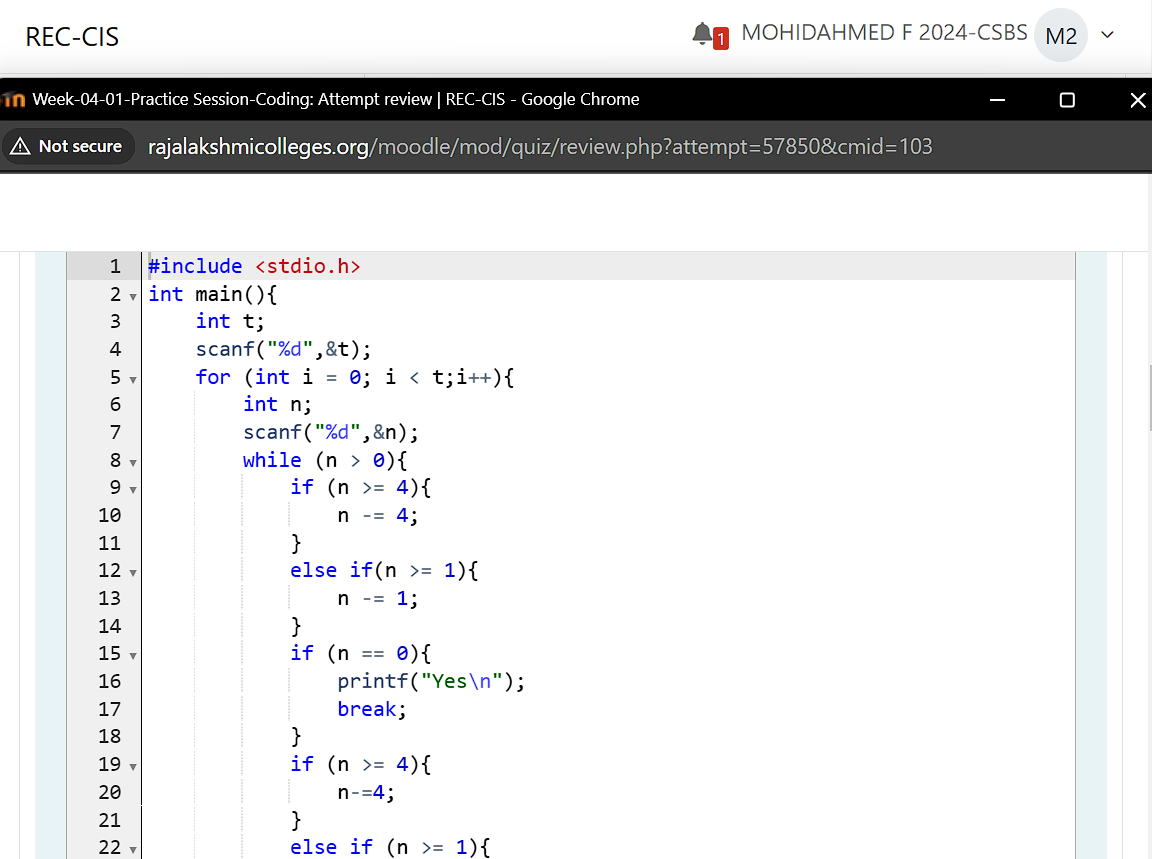 REC-CIS
1 MOHIDAHMED F 2024-CSBS M2
Week-04-01-Practice Session-Coding: Attempt review | REC-CIS - Google Chrome
Not secure rajalakshmicolleges.org/moodle/mod/quiz/review.php?attempt=57850&cmid=103
1 #include <stdio.h>
2 int main(){
3     int t;
4     scanf("%d",&t);
5     for (int i = 0; i < t;i++){
6         int n;
7         scanf("%d",&n);
8         while (n > 0){
9             if (n >= 4){
10                 n -= 4;
11             }
12             else if(n >= 1){
13                 n -= 1;
14             }
15             if (n == 0){
16                 printf("Yes\n");
17                 break;
18             }
19             if (n >= 4){
20                 n-=4;
21             }
22             else if (n >= 1){